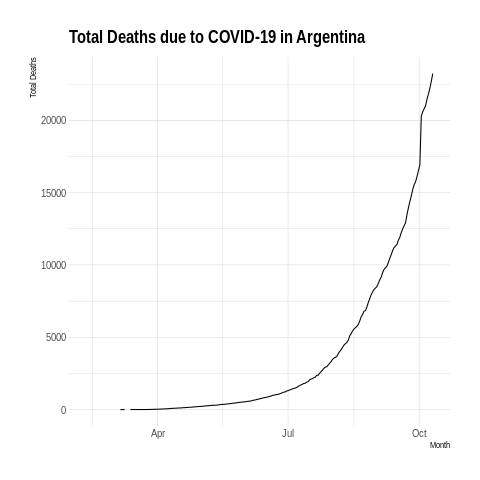 Total Deaths due to COVID-19 in Argentina
Total Deaths
20000
15000
10000
5000
0
Apr
Jul
Oct
Month